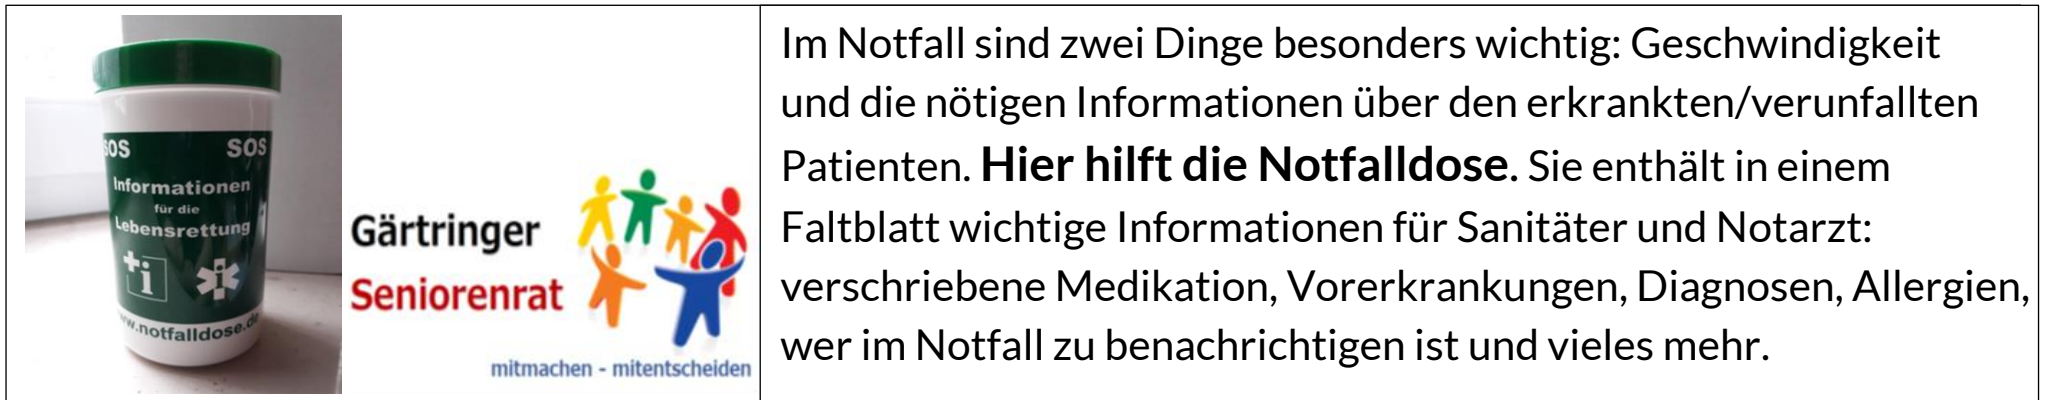 SOS SOS
Informationen
für die
Lebensrettung
www.notfalldose.de
Gärtringer
Seniorenrat
mitmachen - mitentscheiden
Im Notfall sind zwei Dinge besonders wichtig: Geschwindigkeit
und die nötigen Informationen über den erkrankten/verunfallten
Patienten. Hier hilft die Notfalldose. Sie enthält in einem
Faltblatt wichtige Informationen für Sanitäter und Notarzt:
verschriebene Medikation, Vorerkrankungen, Diagnosen, Allergien,
wer im Notfall zu benachrichtigen ist und vieles mehr.